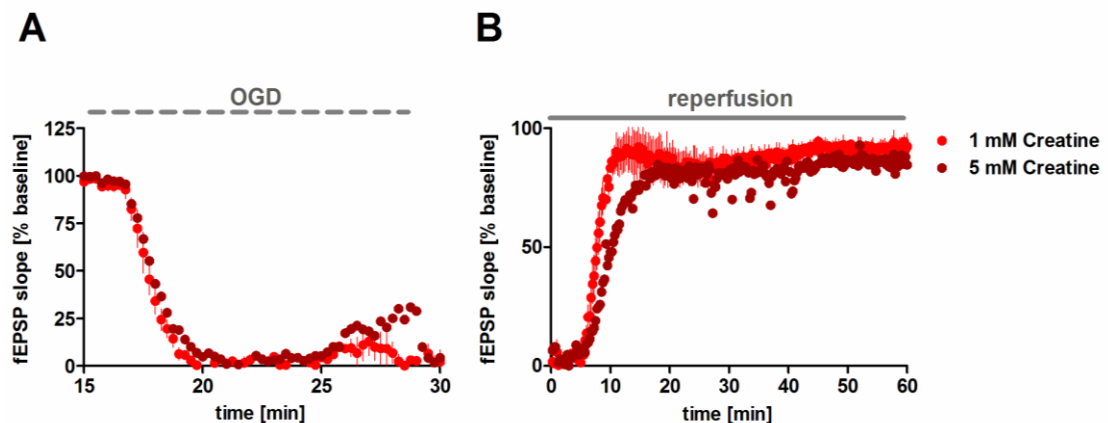 A
B
OGD
reperfusion
125
100
75
50
25
0
fEPSP slope [% baseline]
15
20
25
30
time [min]
100
50
0
fEPSP slope [% baseline]
0
10
20
30
40
50
60
time [min]
1 mM Creatine
5 mM Creatine